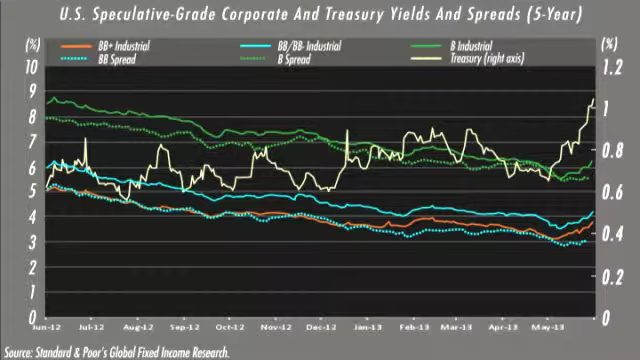 U.S. Speculative-Grade Corporate And Treasury Yields And Spreads (5-Year)
(%) BB+ Industrial BB/BB- Industrial B Industrial (%)
BB Spread B Spread Treasury (right axis)
10 1.2
9
8 1
7 0.8
6
5 0.6
4
3 0.4
2 0.2
1
0 0
Jun-12 Jul-12 Aug-12 Sep-12 Oct-12 Nov-12 Dec-12 Jan-13 Feb-13 Mar-13 Apr-13 May-13
Source: Standard & Poor's Global Fixed Income Research.